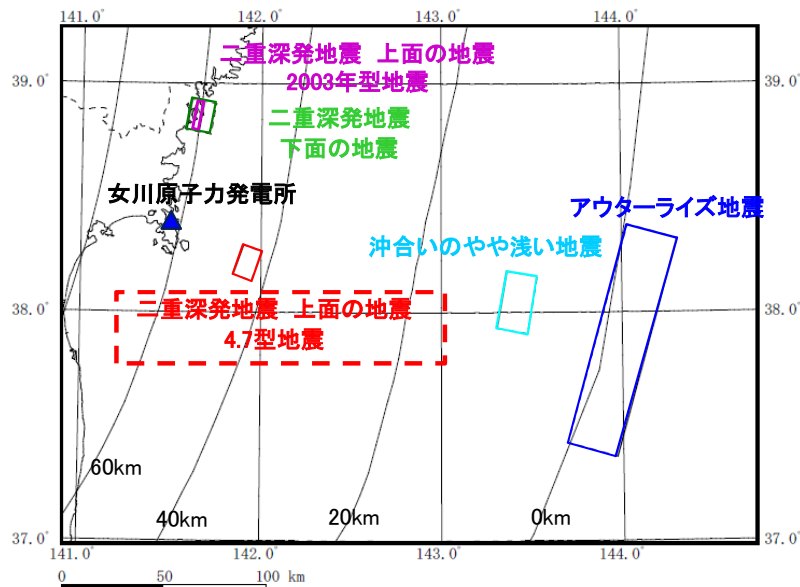 141.0° 142.0° 143.0° 144.0°
二重深発地震 上面の地震
2003年型地震
39.0° 39.0°
二重深発地震
下面の地震
女川原子力発電所
アウターライズ地震
沖合いのやや浅い地震
38.0° 38.0°
二重深発地震 上面の地震
4.7型地震
60km
40km 20km 0km
37.0° 37.0°
141.0° 142.0° 143.0° 144.0°
0 50 100 km